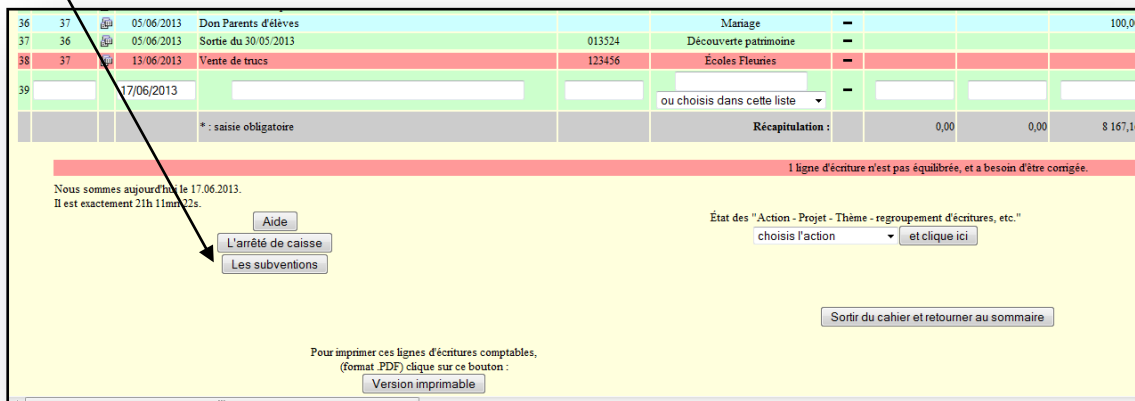 36 37 05/06/2013 Don Parents d'élèves Mariage 100,0
37 36 05/06/2013 Sortie du 30/05/2013 013524 Découverte patrimoine
38 37 13/06/2013 Vente de trucs 123456 Écoles Fleuries
39 17/06/2013
ou choisis dans cette liste
* : saisie obligatoire Récapitulation : 0,00 0,00 8 167,1
1 ligne d'écriture n'est pas équilibrée, et a besoin d'être corrigée.
Nous sommes aujourd'hui le 17.06.2013.
Il est exactement 21h 11mn 22s.
Aide
L'arrêté de caisse
Les subventions
État des "Action - Projet - Thème - regroupement d'écritures, etc."
choisis l'action et clique ici
Sortir du cahier et retourner au sommaire
Pour imprimer ces lignes d'écritures comptables,
(format .PDF) clique sur ce bouton :
Version imprimable